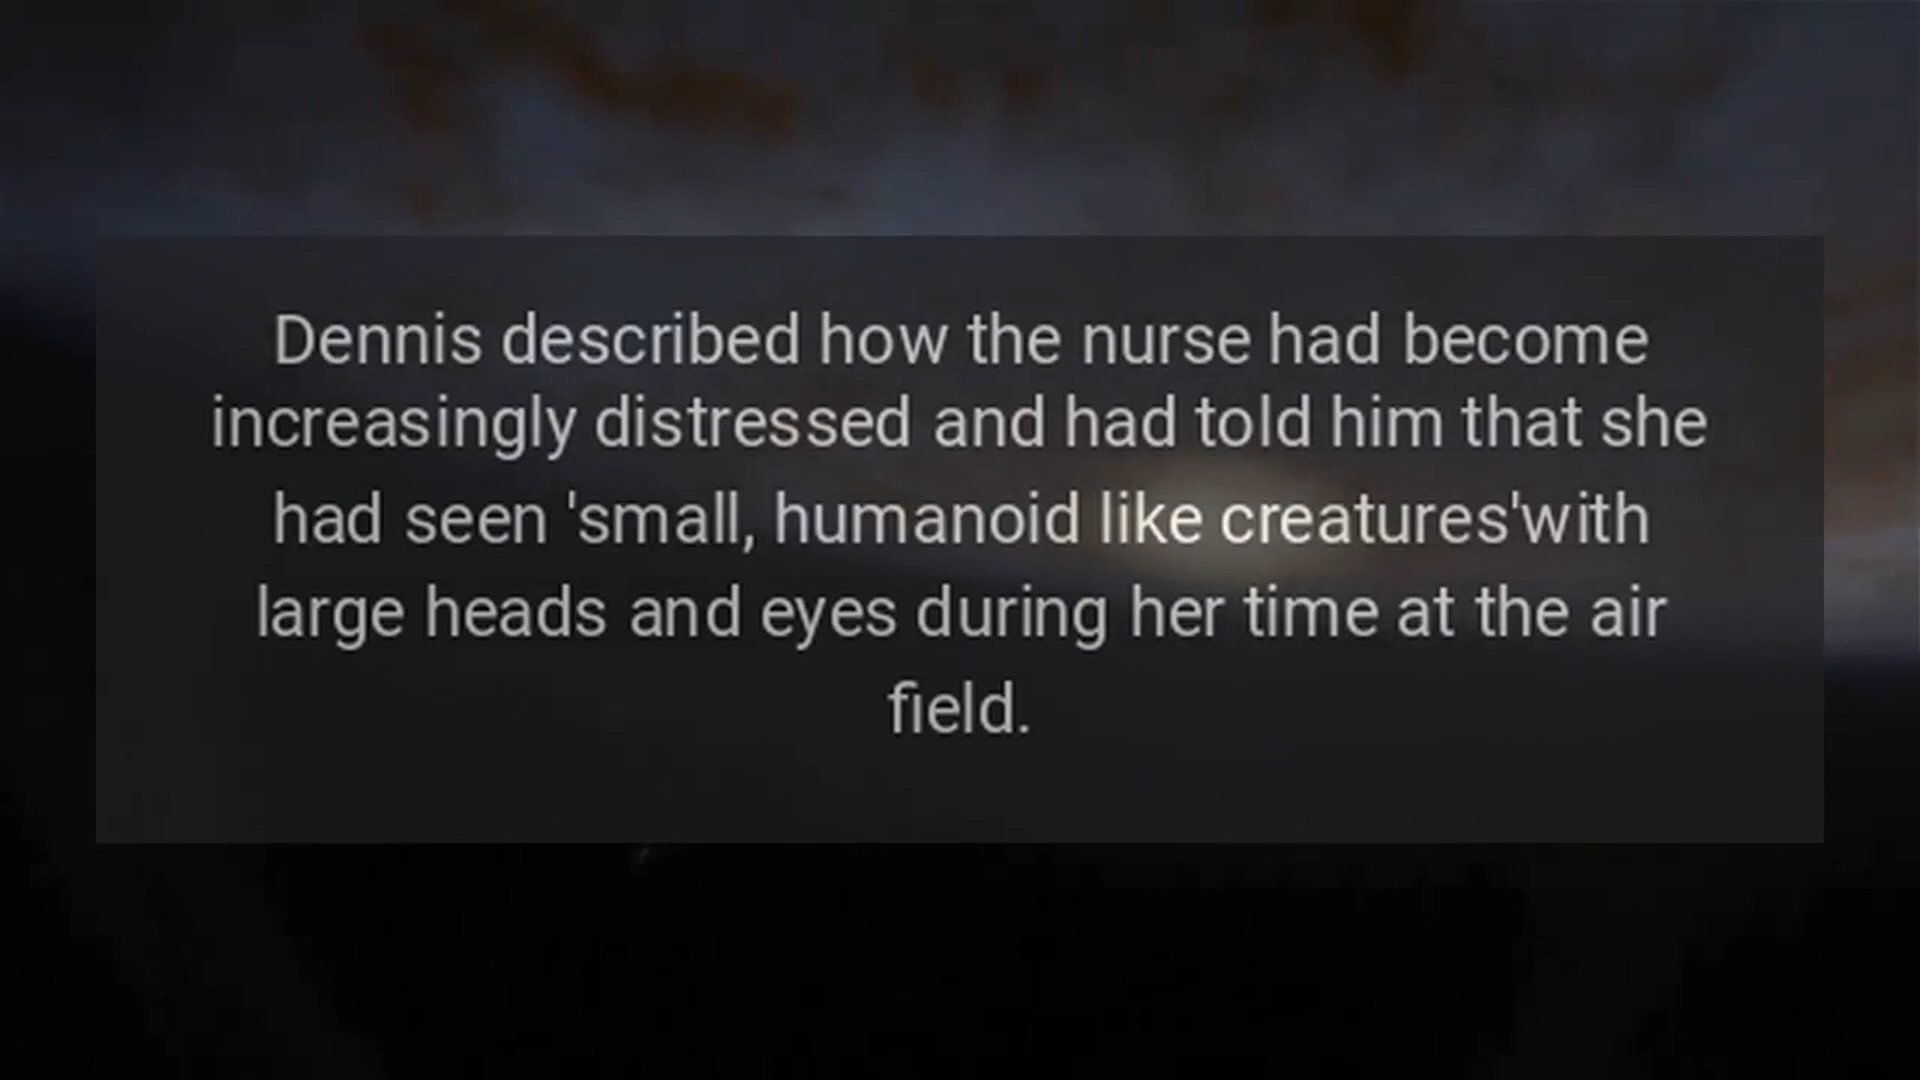 Dennis described how the nurse had become
increasingly distressed and had told him that she
had seen 'small, humanoid like creatures'with
large heads and eyes during her time at the air
field.